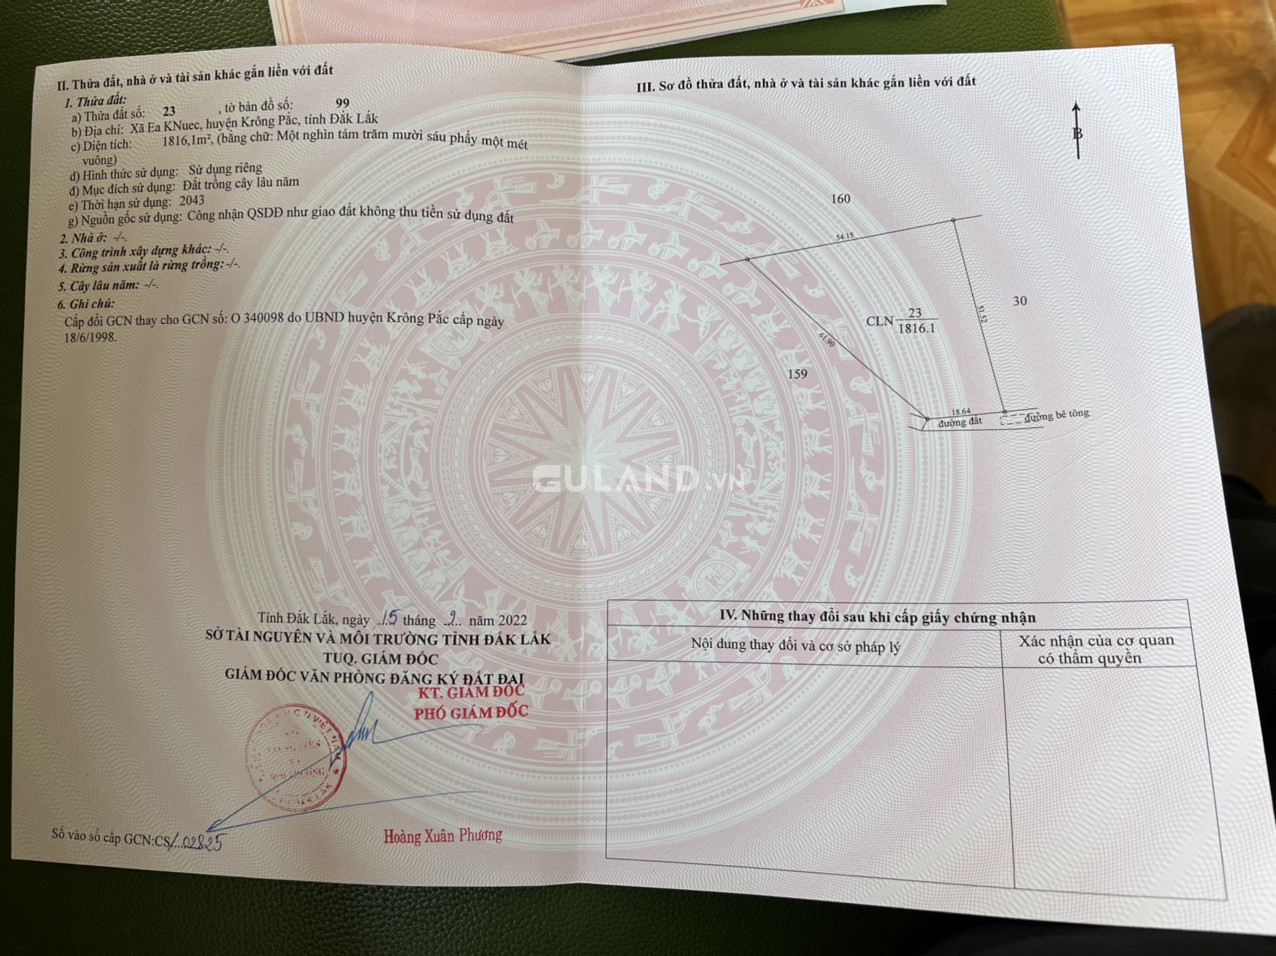 II. Thửa đất, nhà ở và tài sản khác gắn liền với đất
1. Thửa đất:
a) Thửa đất số: 23 , tờ bản đồ số: 99
b) Địa chỉ: Xã Ea KNuec, huyện Krông Pắc, tỉnh Đắk Lắk
c) Diện tích: 1816,1m², (bằng chữ: Một nghìn tám trăm mười sáu phẩy một mét
vuông)
d) Hình thức sử dụng: Sử dụng riêng
đ) Mục đích sử dụng: Đất trồng cây lâu năm
e) Thời hạn sử dụng: 2043
g) Nguồn gốc sử dụng: Công nhận QSDĐ như giao đất không thu tiền sử dụng đất
2. Nhà ở: -/-.
3. Công trình xây dựng khác: -/-.
4. Rừng sản xuất là rừng trồng: -/-.
5. Cây lâu năm: -/-.
6. Ghi chú:
Cấp đổi GCN thay cho GCN số: O 340098 do UBND huyện Krông Pắc cấp ngày
18/6/1998.
Tỉnh Đắk Lắk, ngày 15 tháng 2 năm 2022
SỞ TÀI NGUYÊN VÀ MÔI TRƯỜNG TỈNH ĐẮK LẮK
TUQ. GIÁM ĐỐC
GIÁM ĐỐC VĂN PHÒNG ĐĂNG KÝ ĐẤT ĐAI
KT. GIÁM ĐỐC
PHÓ GIÁM ĐỐC
Hoàng Xuân Phương
Số vào sổ cấp GCN:CS/...02825
III. Sơ đồ thửa đất, nhà ở và tài sản khác gắn liền với đất
B
160
54.15
30
51.52
CLN 23
1816.1
61.90
159
18.64
đường đất
đường bê tông
GULAND.VN
IV. Những thay đổi sau khi cấp giấy chứng nhận
Nội dung thay đổi và cơ sở pháp lý
Xác nhận của cơ quan
có thẩm quyền